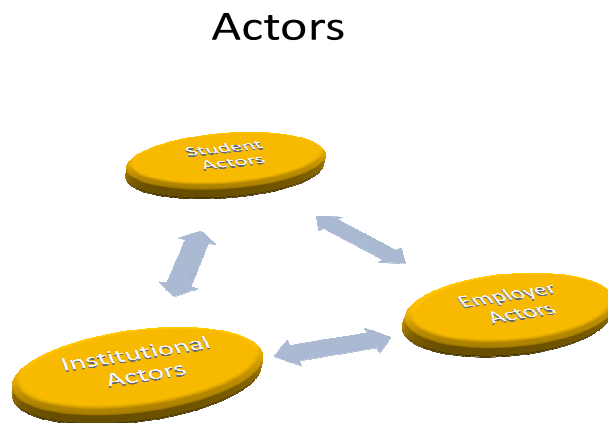 Actors
Student
Actors
Employer
Actors
Institutional
Actors